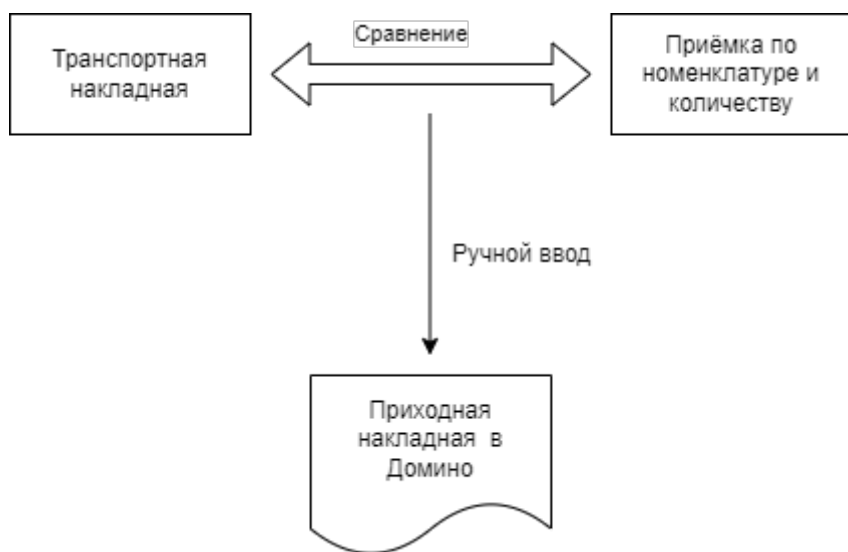 Сравнение
Транспортная
накладная
Приёмка по
номенклатуре и
количеству
Ручной ввод
Приходная
накладная в
Домино